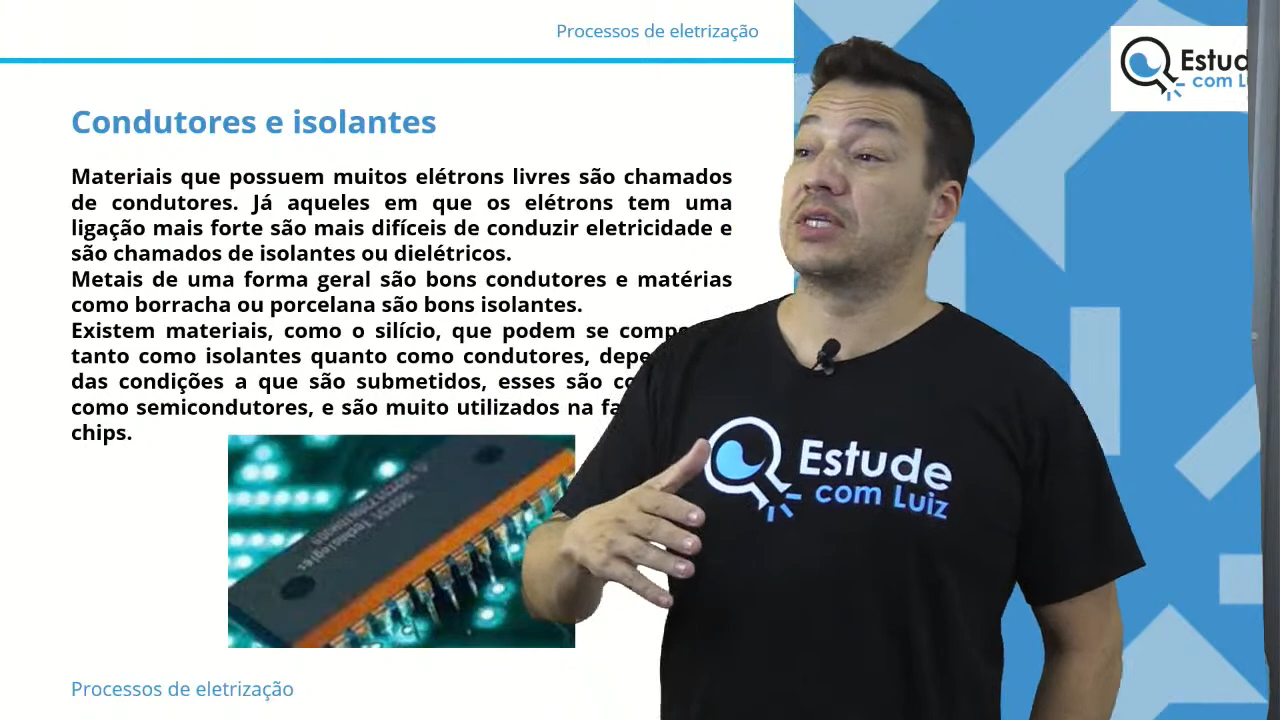 Processos de eletrização
Estud
com Lu
Condutores e isolantes
Materiais que possuem muitos elétrons livres são chamados
de condutores. Já aqueles em que os elétrons tem uma
ligação mais forte são mais difíceis de conduzir eletricidade e
são chamados de isolantes ou dielétricos.
Metais de uma forma geral são bons condutores e matérias
como borracha ou porcelana são bons isolantes.
Existem materiais, como o silício, que podem se
tanto como isolantes quanto como condutores,
das condições a que são submetidos, esses são
como semicondutores, e são muito utilizados na
chips.
Estude
com Luiz
Processos de eletrização